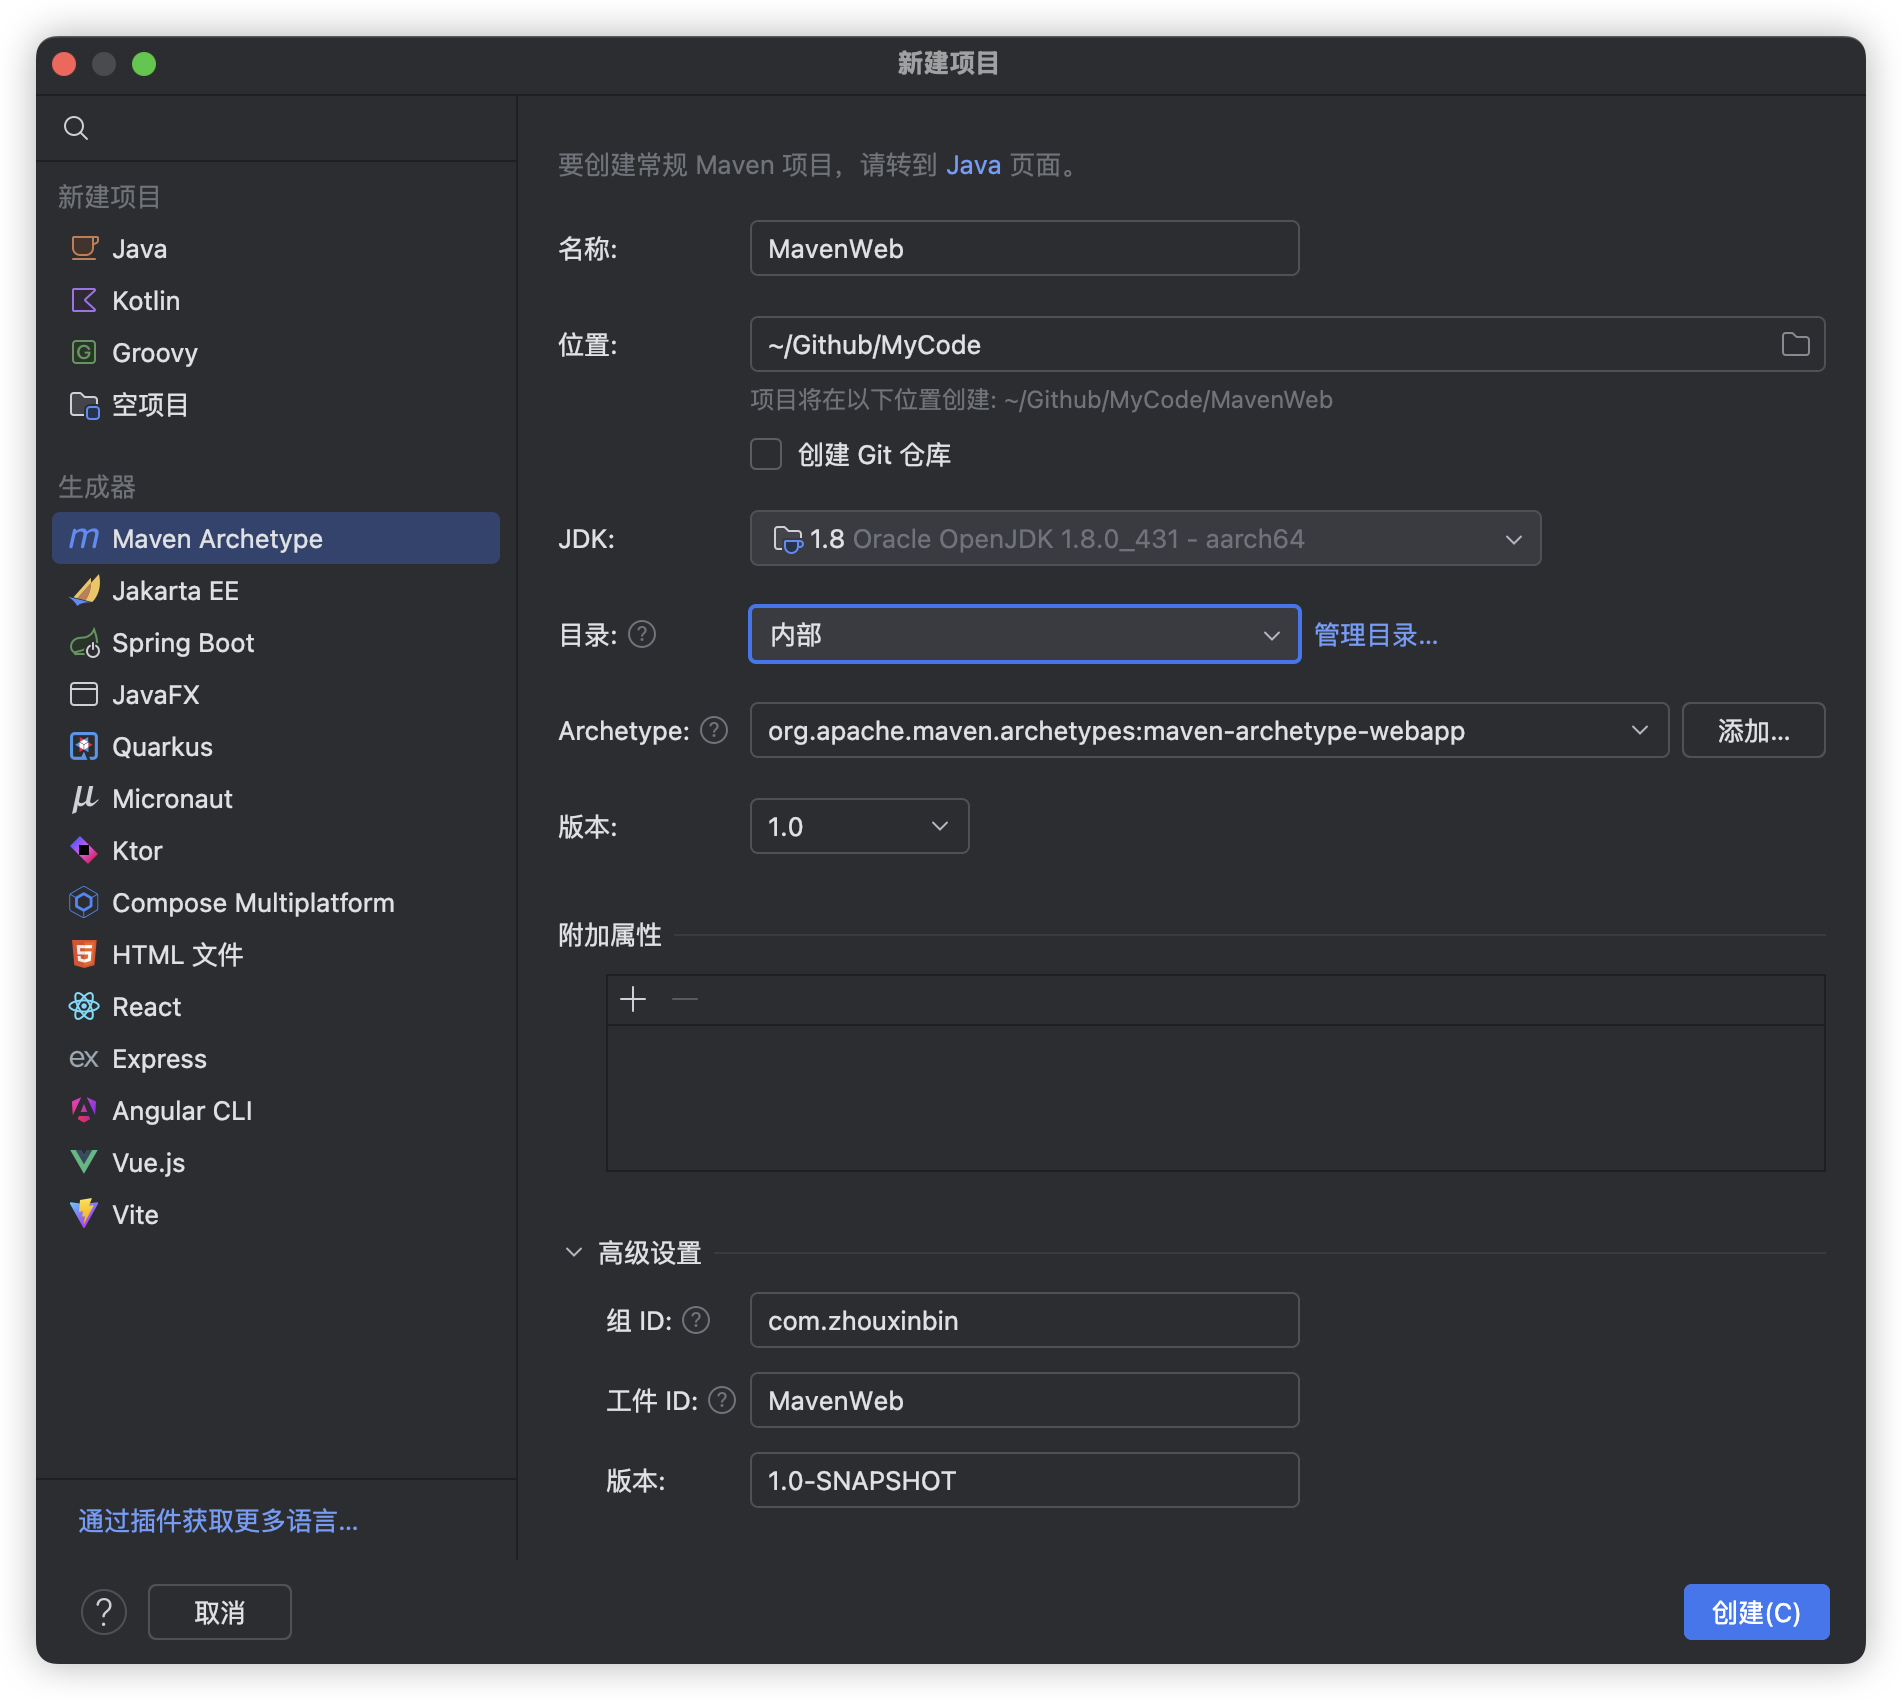 新建项目
新建项目
Java
Kotlin
Groovy
空项目
生成器
Maven Archetype
Jakarta EE
Spring Boot
JavaFX
Quarkus
Micronaut
Ktor
Compose Multiplatform
HTML 文件
React
Express
Angular CLI
Vue.js
Vite
通过插件获取更多语言...
要创建常规 Maven 项目，请转到 Java 页面。
名称: MavenWeb
位置: ~/Github/MyCode
项目将在以下位置创建: ~/Github/MyCode/MavenWeb
创建 Git 仓库
JDK: 1.8 Oracle OpenJDK 1.8.0_431 - aarch64
目录: ? 内部 管理目录...
Archetype: ? org.apache.maven.archetypes:maven-archetype-webapp 添加...
版本: 1.0
附加属性
高级设置
组 ID: ? com.zhouxinbin
工件 ID: ? MavenWeb
版本: 1.0-SNAPSHOT
? 取消 创建(C)